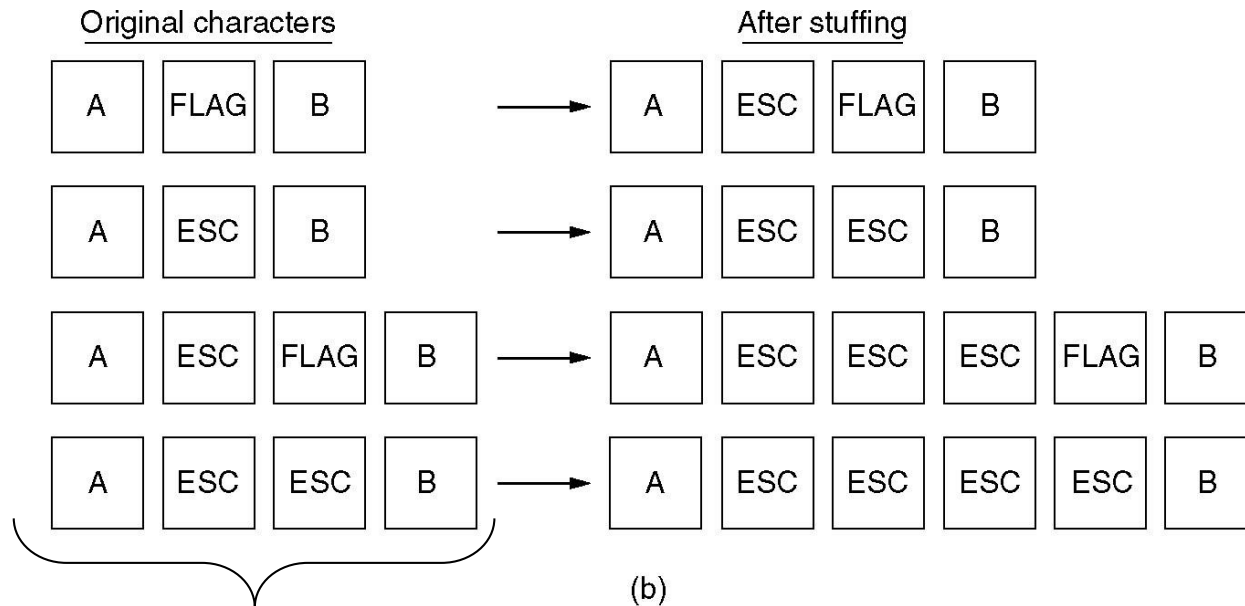 Original characters After stuffing
A FLAG B A ESC FLAG B
A ESC B A ESC ESC B
A ESC FLAG B A ESC ESC ESC FLAG B
A ESC ESC B A ESC ESC ESC ESC B
(b)